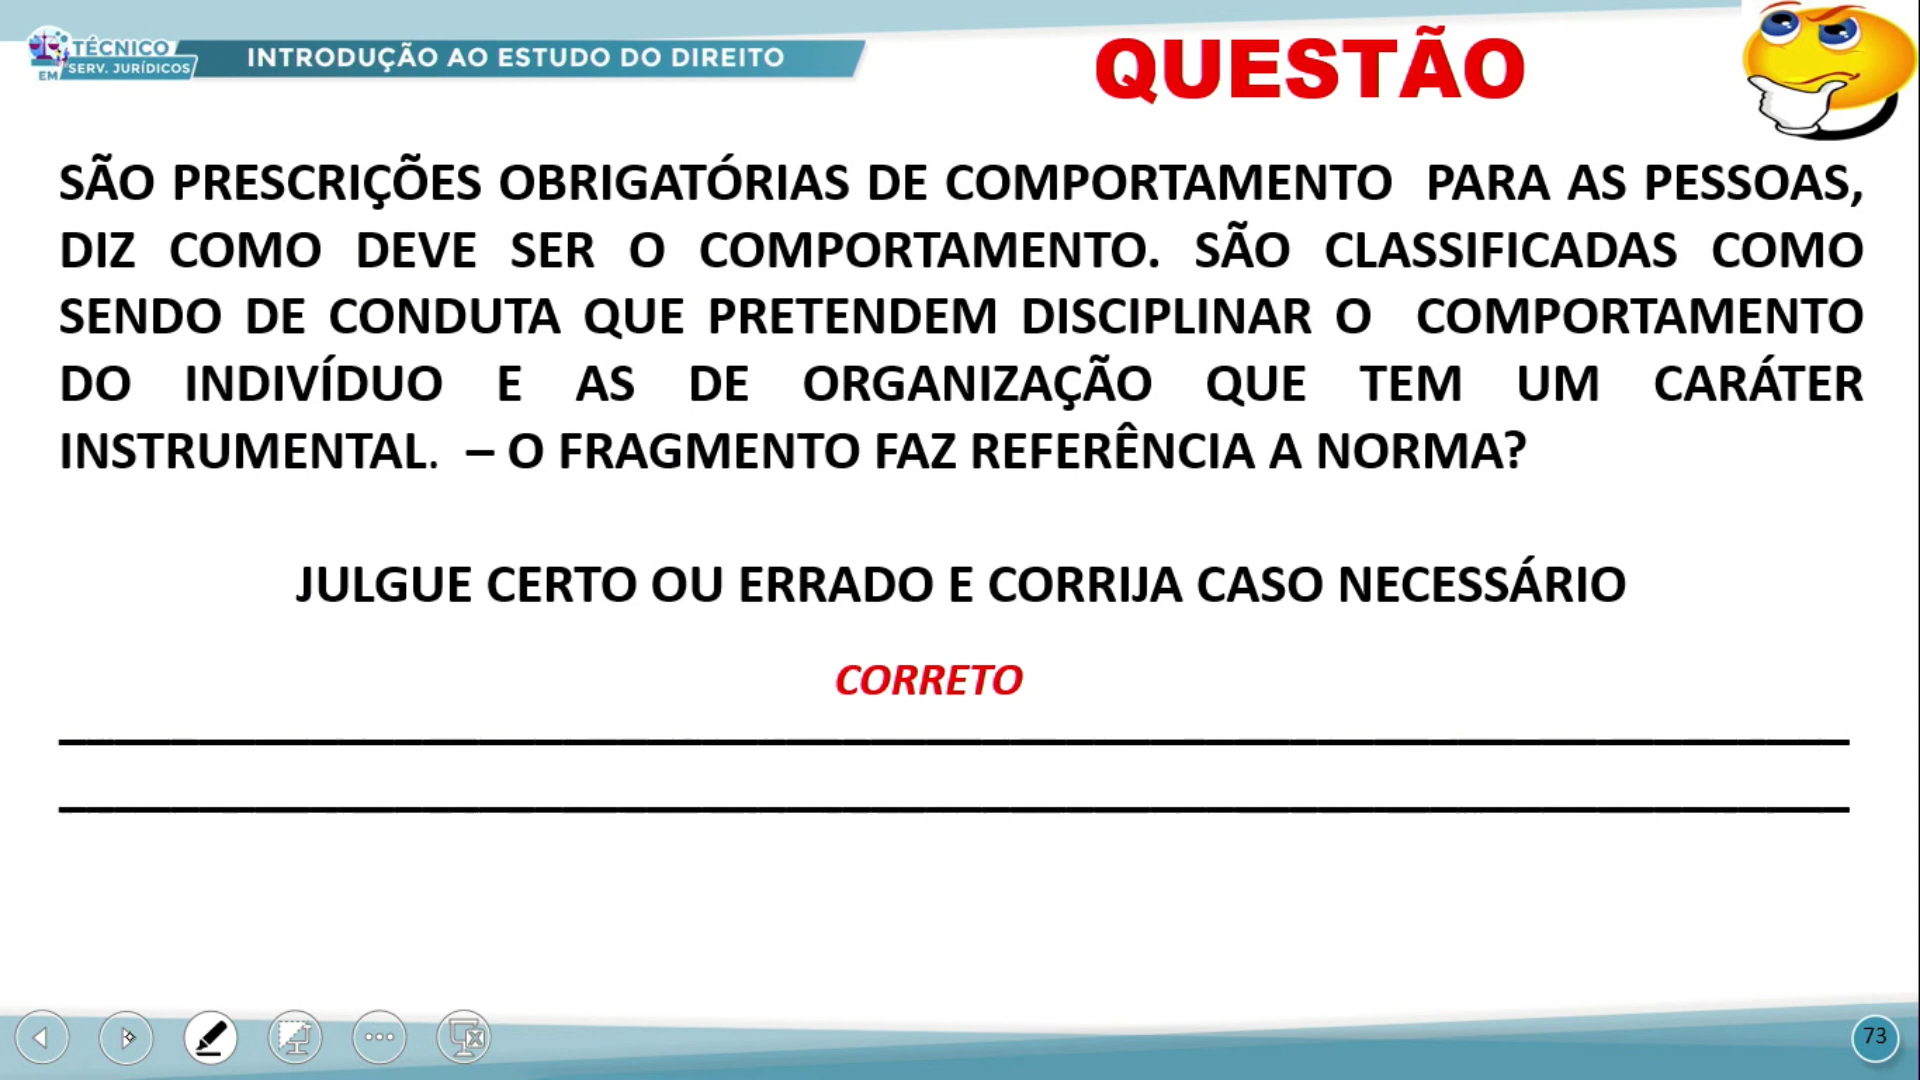 TÉCNICO
EM SERV. JURÍDICOS
INTRODUÇÃO AO ESTUDO DO DIREITO
QUESTÃO
SÃO PRESCRIÇÕES OBRIGATÓRIAS DE COMPORTAMENTO PARA AS PESSOAS,
DIZ COMO DEVE SER O COMPORTAMENTO. SÃO CLASSIFICADAS COMO
SENDO DE CONDUTA QUE PRETENDEM DISCIPLINAR O COMPORTAMENTO
DO INDIVÍDUO E AS DE ORGANIZAÇÃO QUE TEM UM CARÁTER
INSTRUMENTAL. – O FRAGMENTO FAZ REFERÊNCIA A NORMA?
JULGUE CERTO OU ERRADO E CORRIJA CASO NECESSÁRIO
CORRETO
73